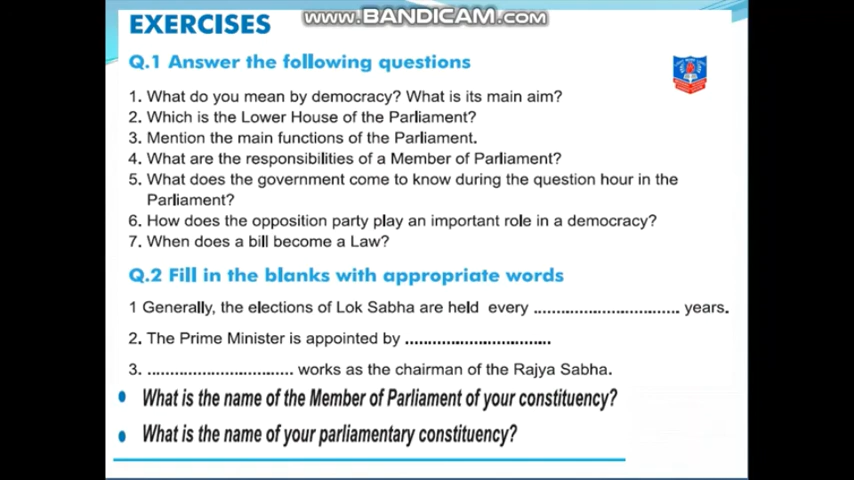 www.BANDICAM.com
EXERCISES
Q.1 Answer the following questions
1. What do you mean by democracy? What is its main aim?
2. Which is the Lower House of the Parliament?
3. Mention the main functions of the Parliament.
4. What are the responsibilities of a Member of Parliament?
5. What does the government come to know during the question hour in the
Parliament?
6. How does the opposition party play an important role in a democracy?
7. When does a bill become a Law?
Q.2 Fill in the blanks with appropriate words
1 Generally, the elections of Lok Sabha are held every ................................ years.
2. The Prime Minister is appointed by ................................
3. ................................ works as the chairman of the Rajya Sabha.
• What is the name of the Member of Parliament of your constituency?
• What is the name of your parliamentary constituency?